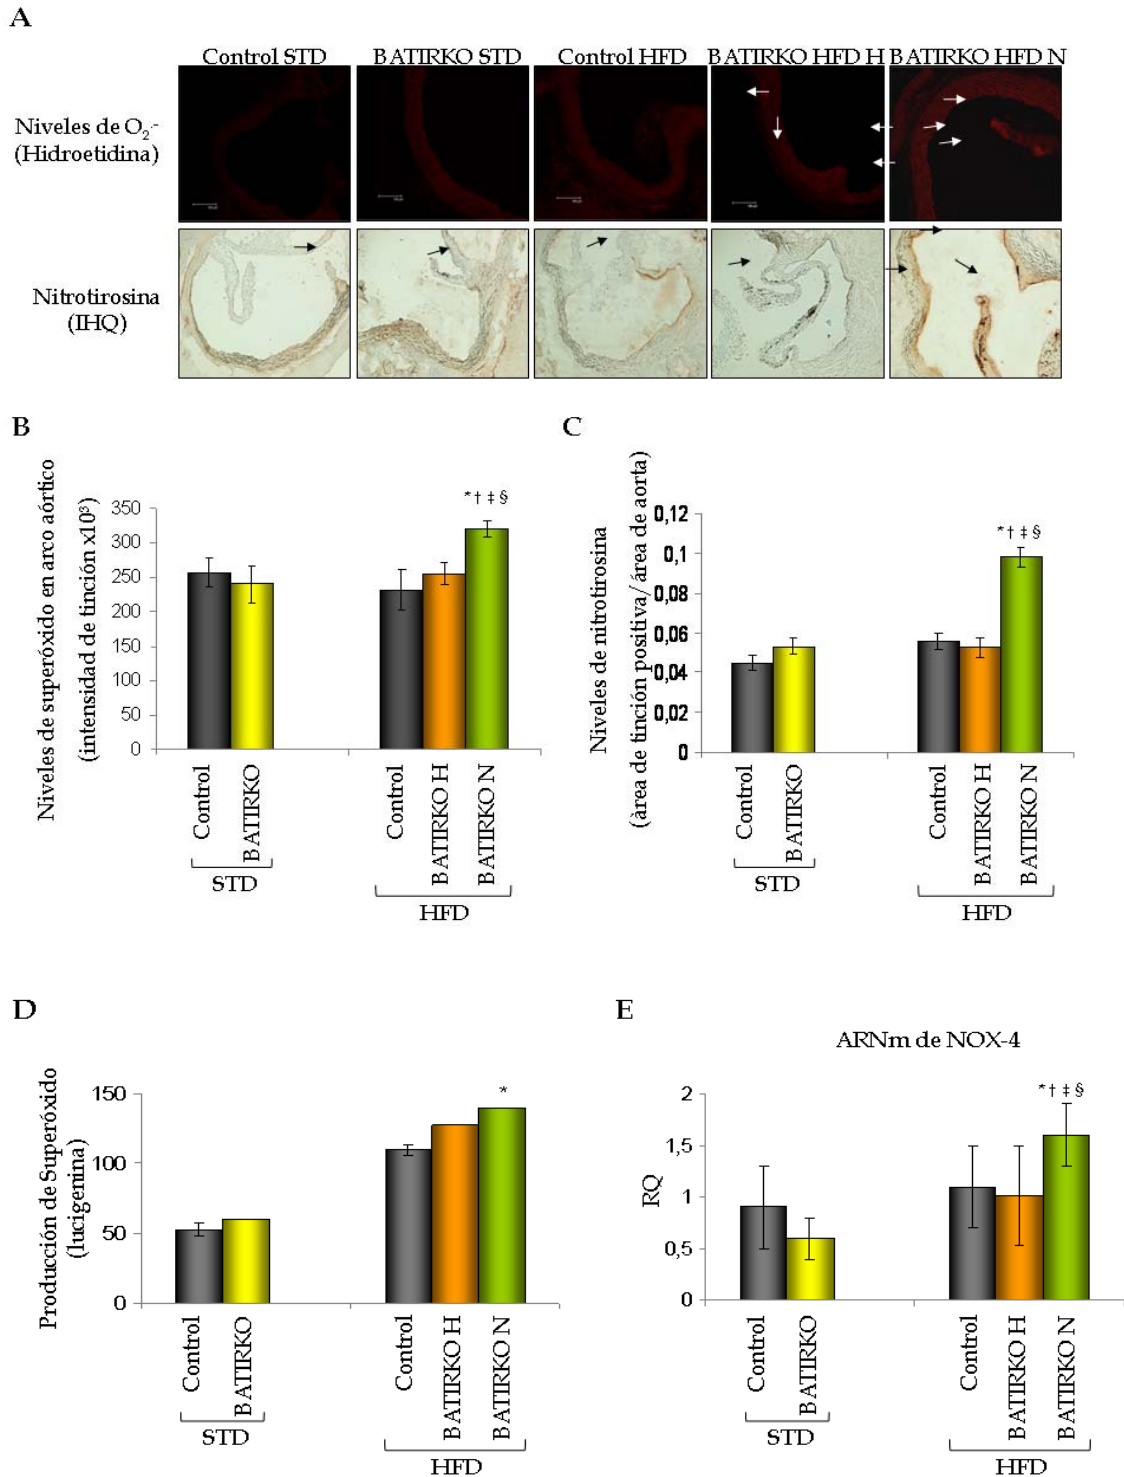 A
Control STD
BATIRKO STD
Control HFD
BATIRKO HFD H
BATIRKO HFD N
Niveles de O₂·-
(Hidroetidina)
Nitrotirosina
(IHQ)
B
Niveles de superóxido en arco aórtico
(intensidad de tinción x10³)
350
300
250
200
150
100
50
0
*† ‡ §
Control
BATIRKO
STD
Control
BATIRKO H
BATIRKO N
HFD
C
Niveles de nitrotirosina
(àrea de tinción positiva/área de aorta)
0,12
0,1
0,08
0,06
0,04
0,02
0
*† ‡ §
Control
BATIRKO
STD
Control
BATIRKO H
BATIRKO N
HFD
D
Producción de Superóxido
(lucigenina)
150
100
50
0
*
Control
BATIRKO
STD
Control
BATIRKO H
BATIRKO N
HFD
E
ARNm de NOX-4
RQ
2
1,5
1
0,5
0
*† ‡ §
Control
BATIRKO
STD
Control
BATIRKO H
BATIRKO N
HFD